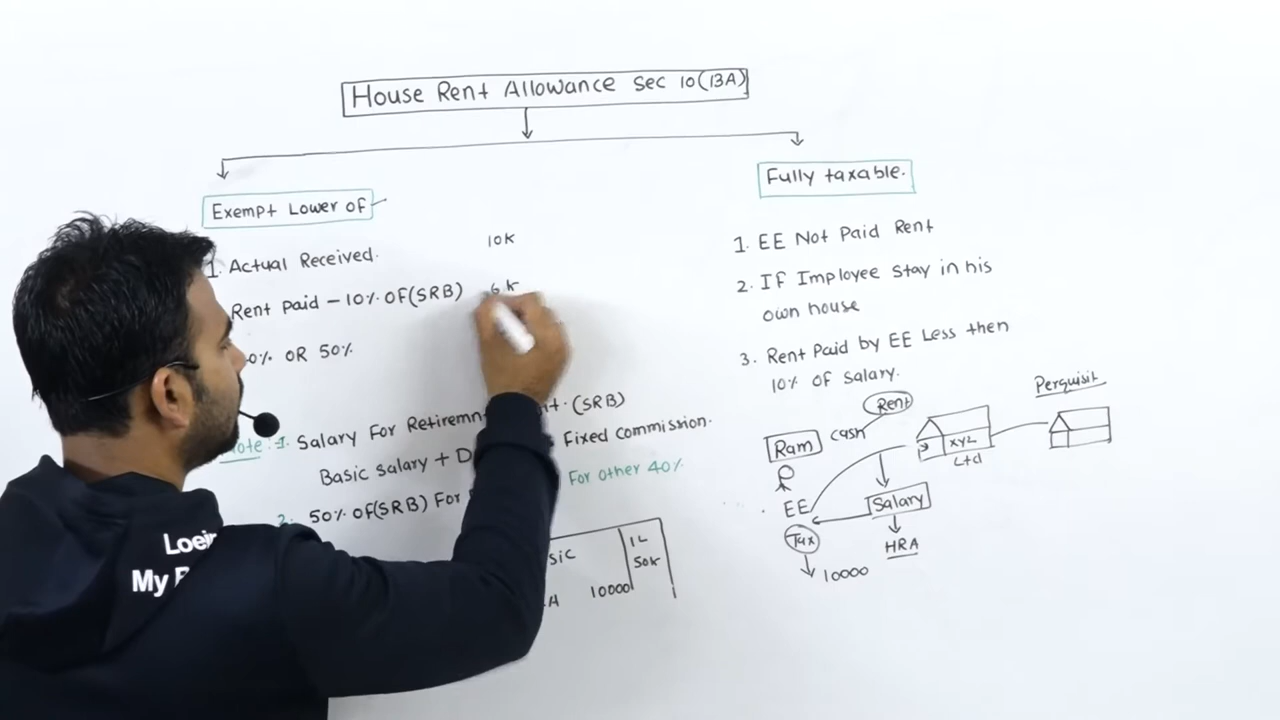 House Rent Allowance sec 10(13A)
Exempt Lower of
1. Actual Received.
10K
Rent Paid - 10% OF(SRB)
6K
0% OR 50%
Note: 1. Salary For Retiremn t. (SRB)
Basic Salary + D Fixed Commission.
2. 50% OF(SRB) For For other 40%
sic
1L
50K
A 10000
Fully taxable.
1. EE Not Paid Rent
2. If Imployee stay in his
own house
3. Rent Paid by EE Less then
10% OF Salary.
Perquisit
Rent
Ram cash
XYZ
Ltd
EE
Salary
Tax
HRA
10000
Loein
My B